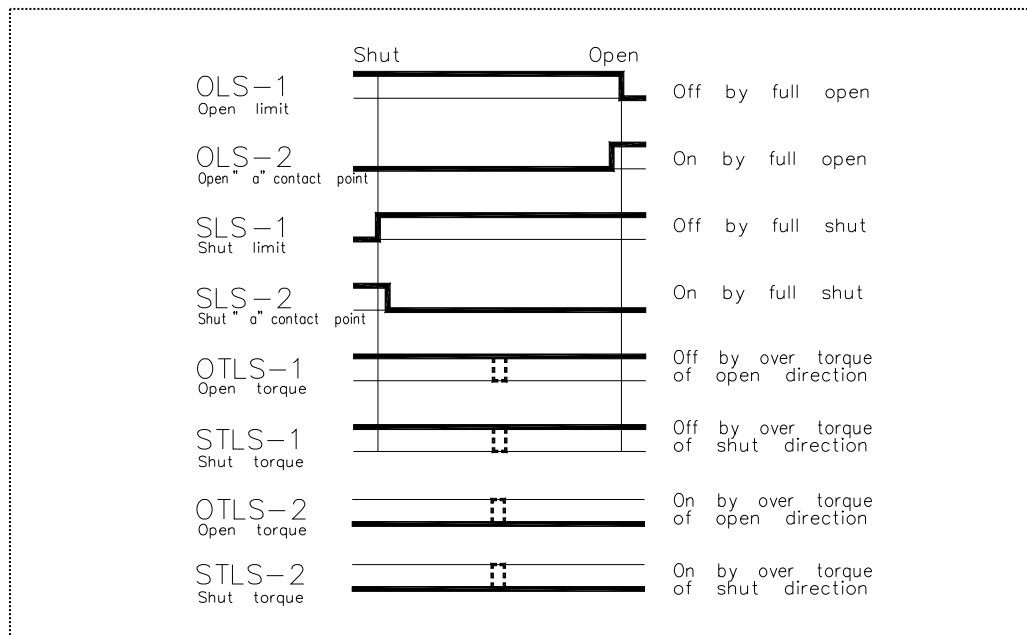 Shut Open
OLS-1
Open limit
Off by full open
OLS-2
Open" a" contact point
On by full open
SLS-1
Shut limit
Off by full shut
SLS-2
Shut" a" contact point
On by full shut
OTLS-1
Open torque
Off by over torque
of open direction
STLS-1
Shut torque
Off by over torque
of shut direction
OTLS-2
Open torque
On by over torque
of open direction
STLS-2
Shut torque
On by over torque
of shut direction